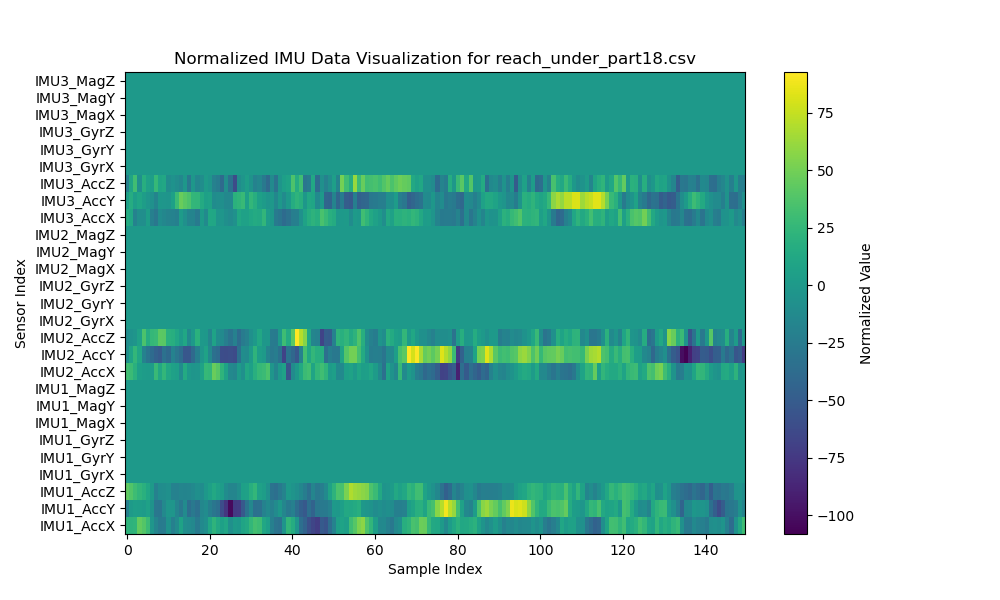 Normalized IMU Data Visualization for reach_under_part18.csv
Sensor Index
IMU3_MagZ
IMU3_MagY
IMU3_MagX
IMU3_GyrZ
IMU3_GyrY
IMU3_GyrX
IMU3_AccZ
IMU3_AccY
IMU3_AccX
IMU2_MagZ
IMU2_MagY
IMU2_MagX
IMU2_GyrZ
IMU2_GyrY
IMU2_GyrX
IMU2_AccZ
IMU2_AccY
IMU2_AccX
IMU1_MagZ
IMU1_MagY
IMU1_MagX
IMU1_GyrZ
IMU1_GyrY
IMU1_GyrX
IMU1_AccZ
IMU1_AccY
IMU1_AccX
0 20 40 60 80 100 120 140
Sample Index
75
50
25
0
−25
−50
−75
−100
Normalized Value